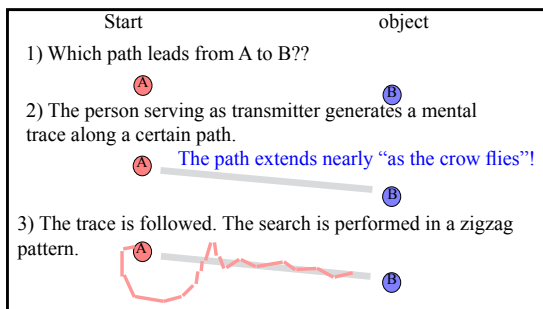 Start object
1) Which path leads from A to B??
A B
2) The person serving as transmitter generates a mental
trace along a certain path.
The path extends nearly “as the crow flies”!
A
B
3) The trace is followed. The search is performed in a zigzag
pattern.
A
B